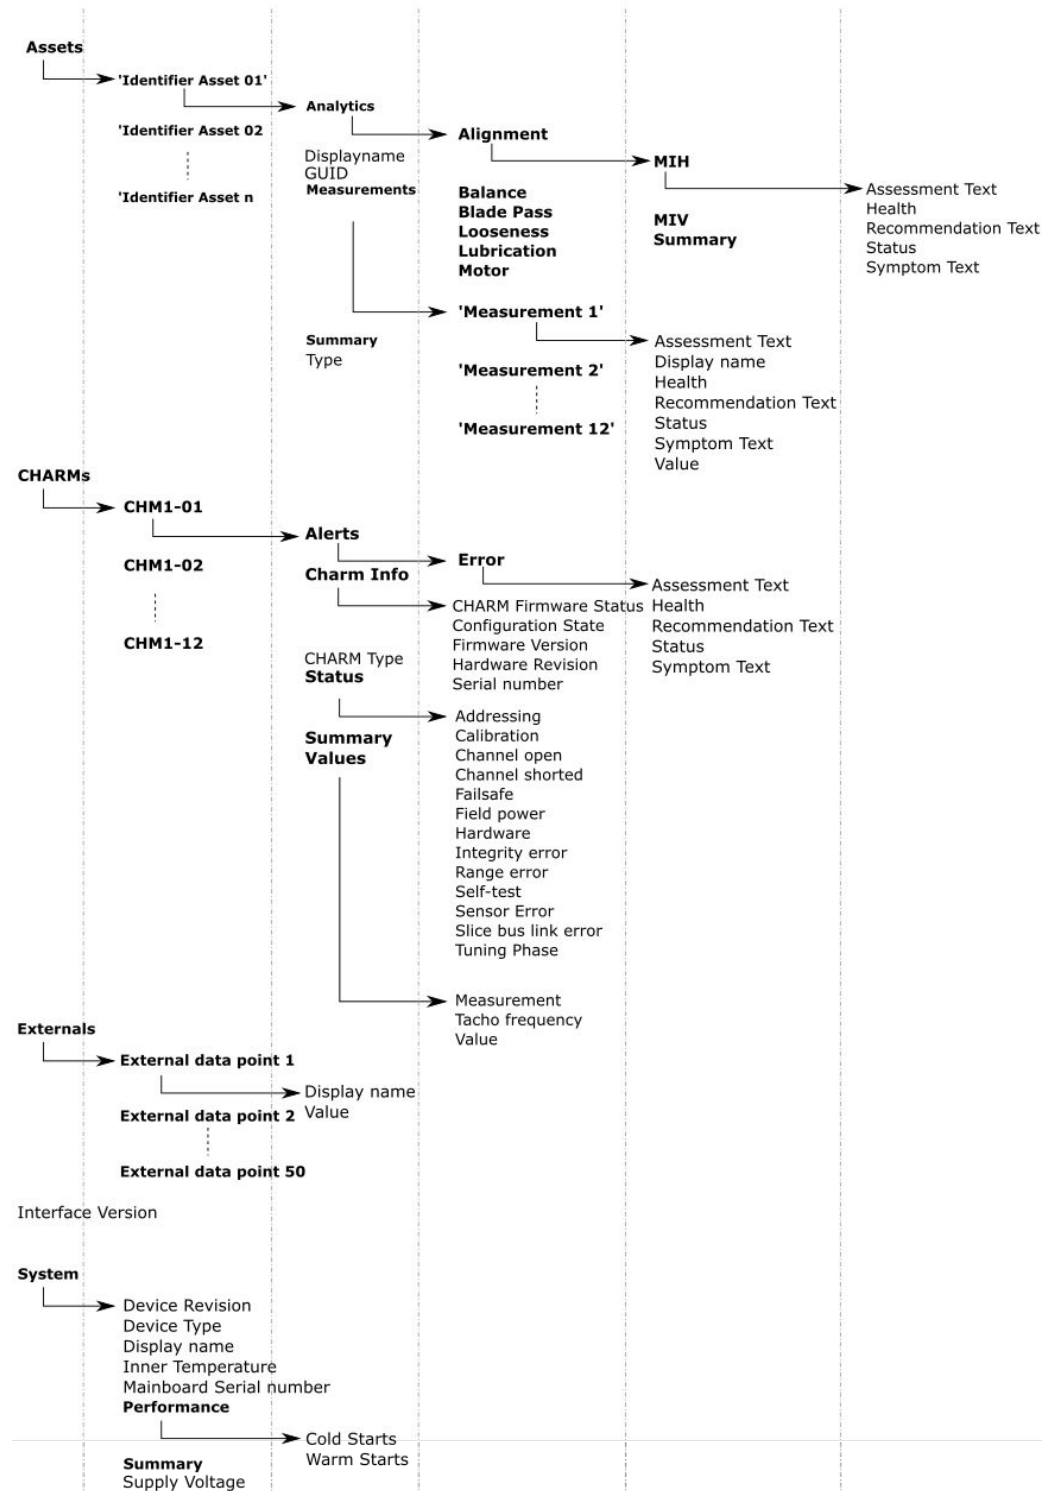 Assets
'Identifier Asset 01'
Analytics
'Identifier Asset 02
Alignment
Displayname
MIH
GUID
Measurements
Assessment Text
'Identifier Asset n
Balance
Health
Blade Pass
MIV
Recommendation Text
Looseness
Summary
Status
Lubrication
Symptom Text
Motor
'Measurement 1'
Summary
Assessment Text
Type
Display name
'Measurement 2'
Health
Recommendation Text
Status
'Measurement 12'
Symptom Text
Value
CHARMs
CHM1-01
Alerts
CHM1-02
Error
Charm Info
Assessment Text
CHARM Firmware Status
Health
Configuration State
Recommendation Text
CHM1-12
Firmware Version
Status
CHARM Type
Hardware Revision
Symptom Text
Status
Serial number
Addressing
Summary
Calibration
Values
Channel open
Channel shorted
Failsafe
Field power
Hardware
Integrity error
Range error
Self-test
Sensor Error
Slice bus link error
Tuning Phase
Measurement
Tacho frequency
Externals
Value
External data point 1
Display name
External data point 2
Value
External data point 50
Interface Version
System
Device Revision
Device Type
Display name
Inner Temperature
Mainboard Serial number
Performance
Cold Starts
Warm Starts
Summary
Supply Voltage